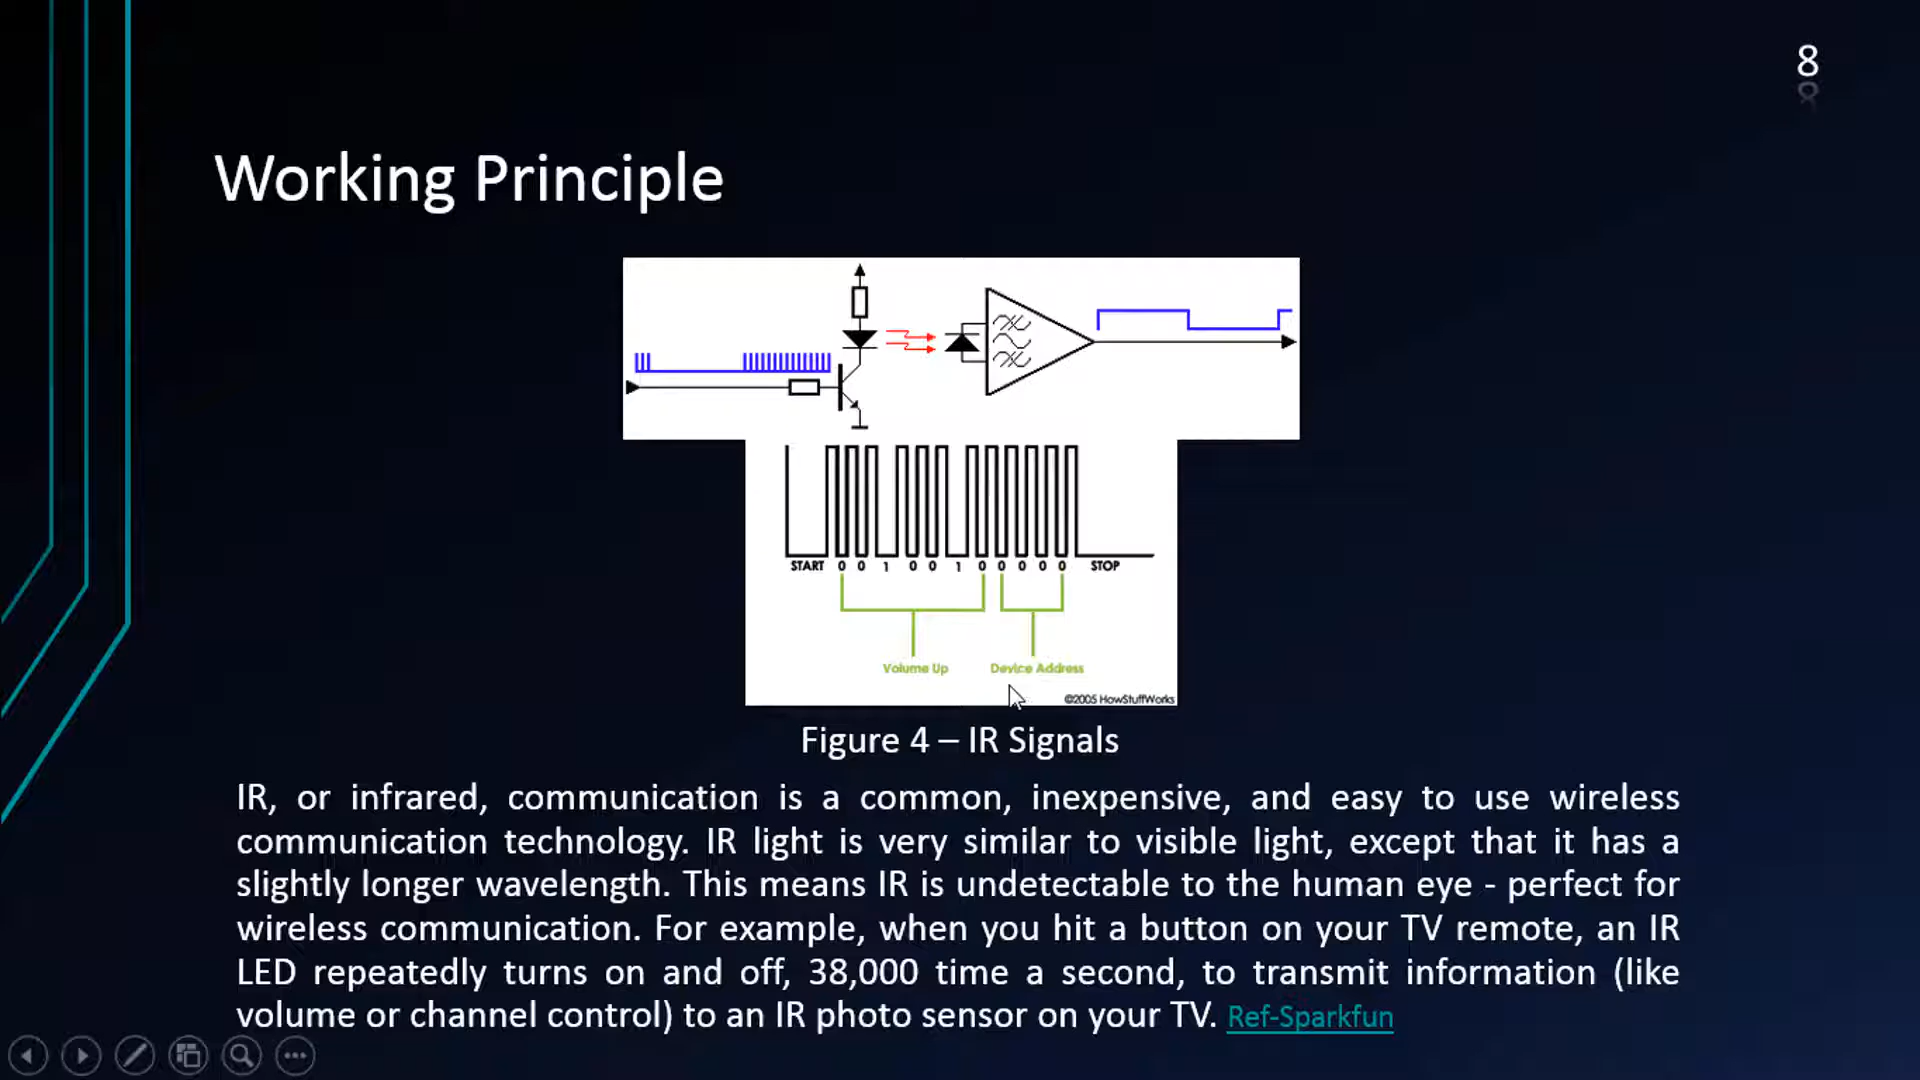 8
Working Principle
START 0 0 1 0 0 1 0 0 0 0 0 STOP
Volume Up Device Address
©2005 HowStuffWorks
Figure 4 – IR Signals
IR, or infrared, communication is a common, inexpensive, and easy to use wireless
communication technology. IR light is very similar to visible light, except that it has a
slightly longer wavelength. This means IR is undetectable to the human eye - perfect for
wireless communication. For example, when you hit a button on your TV remote, an IR
LED repeatedly turns on and off, 38,000 time a second, to transmit information (like
volume or channel control) to an IR photo sensor on your TV. Ref-Sparkfun